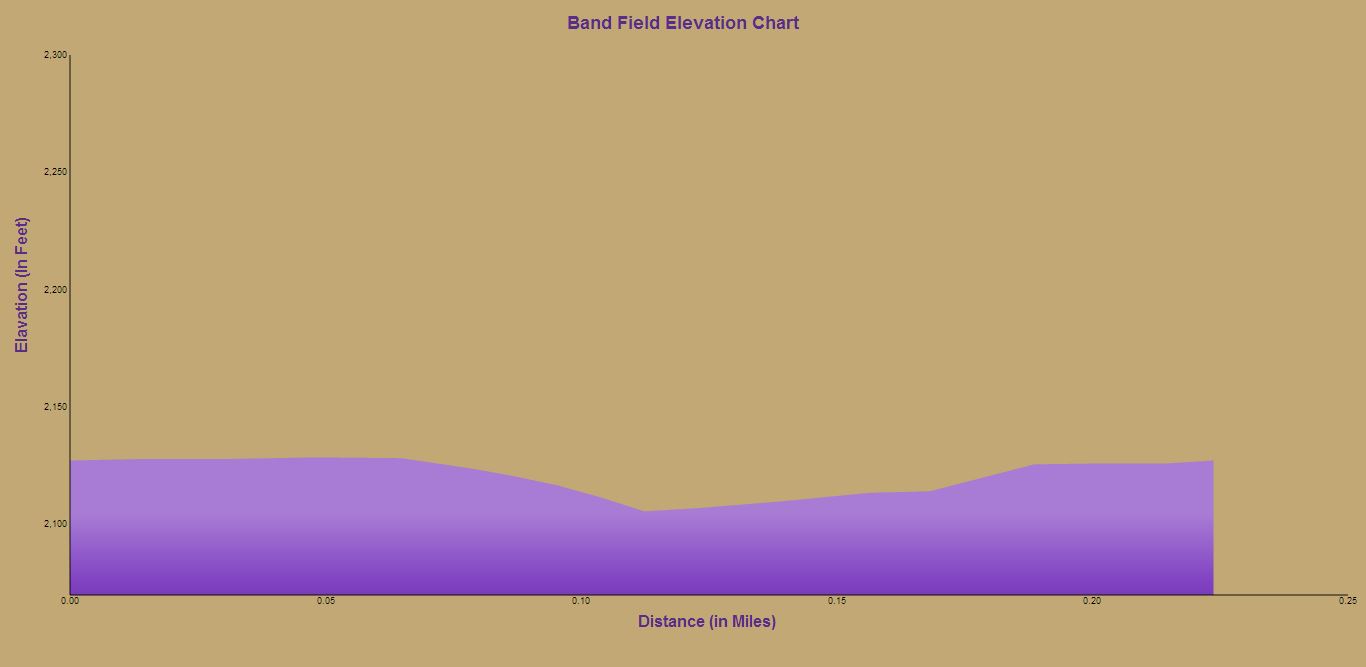 Band Field Elevation Chart
2,300
2,250
2,200
2,150
2,100
Elavation (In Feet)
0.00 0.05 0.10 0.15 0.20 0.25
Distance (in Miles)